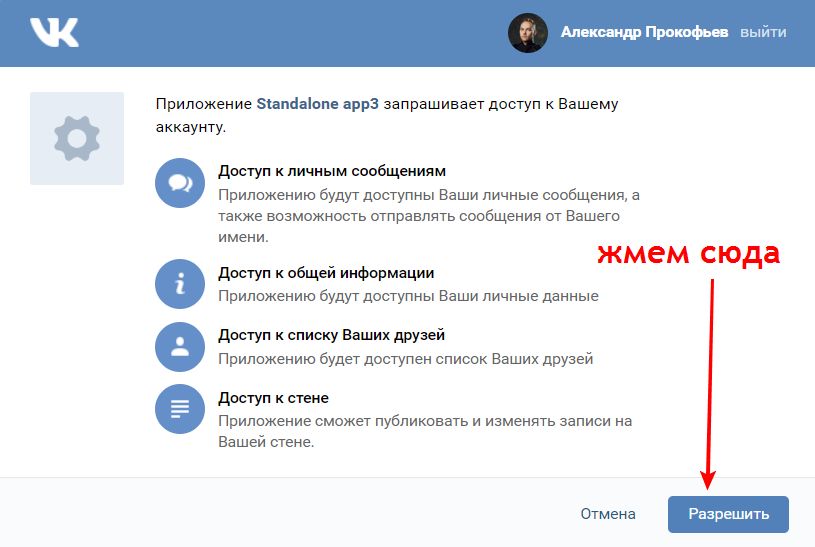 VK
Александр Прокофьев выйти
Приложение Standalone app3 запрашивает доступ к Вашему
аккаунту.
Доступ к личным сообщениям
Приложению будут доступны Ваши личные сообщения, а
также возможность отправлять сообщения от Вашего
имени.
жмем сюда
Доступ к общей информации
Приложению будут доступны Ваши личные данные
Доступ к списку Ваших друзей
Приложению будет доступен список Ваших друзей
Доступ к стене
Приложение сможет публиковать и изменять записи на
Вашей стене.
Отмена
Разрешить